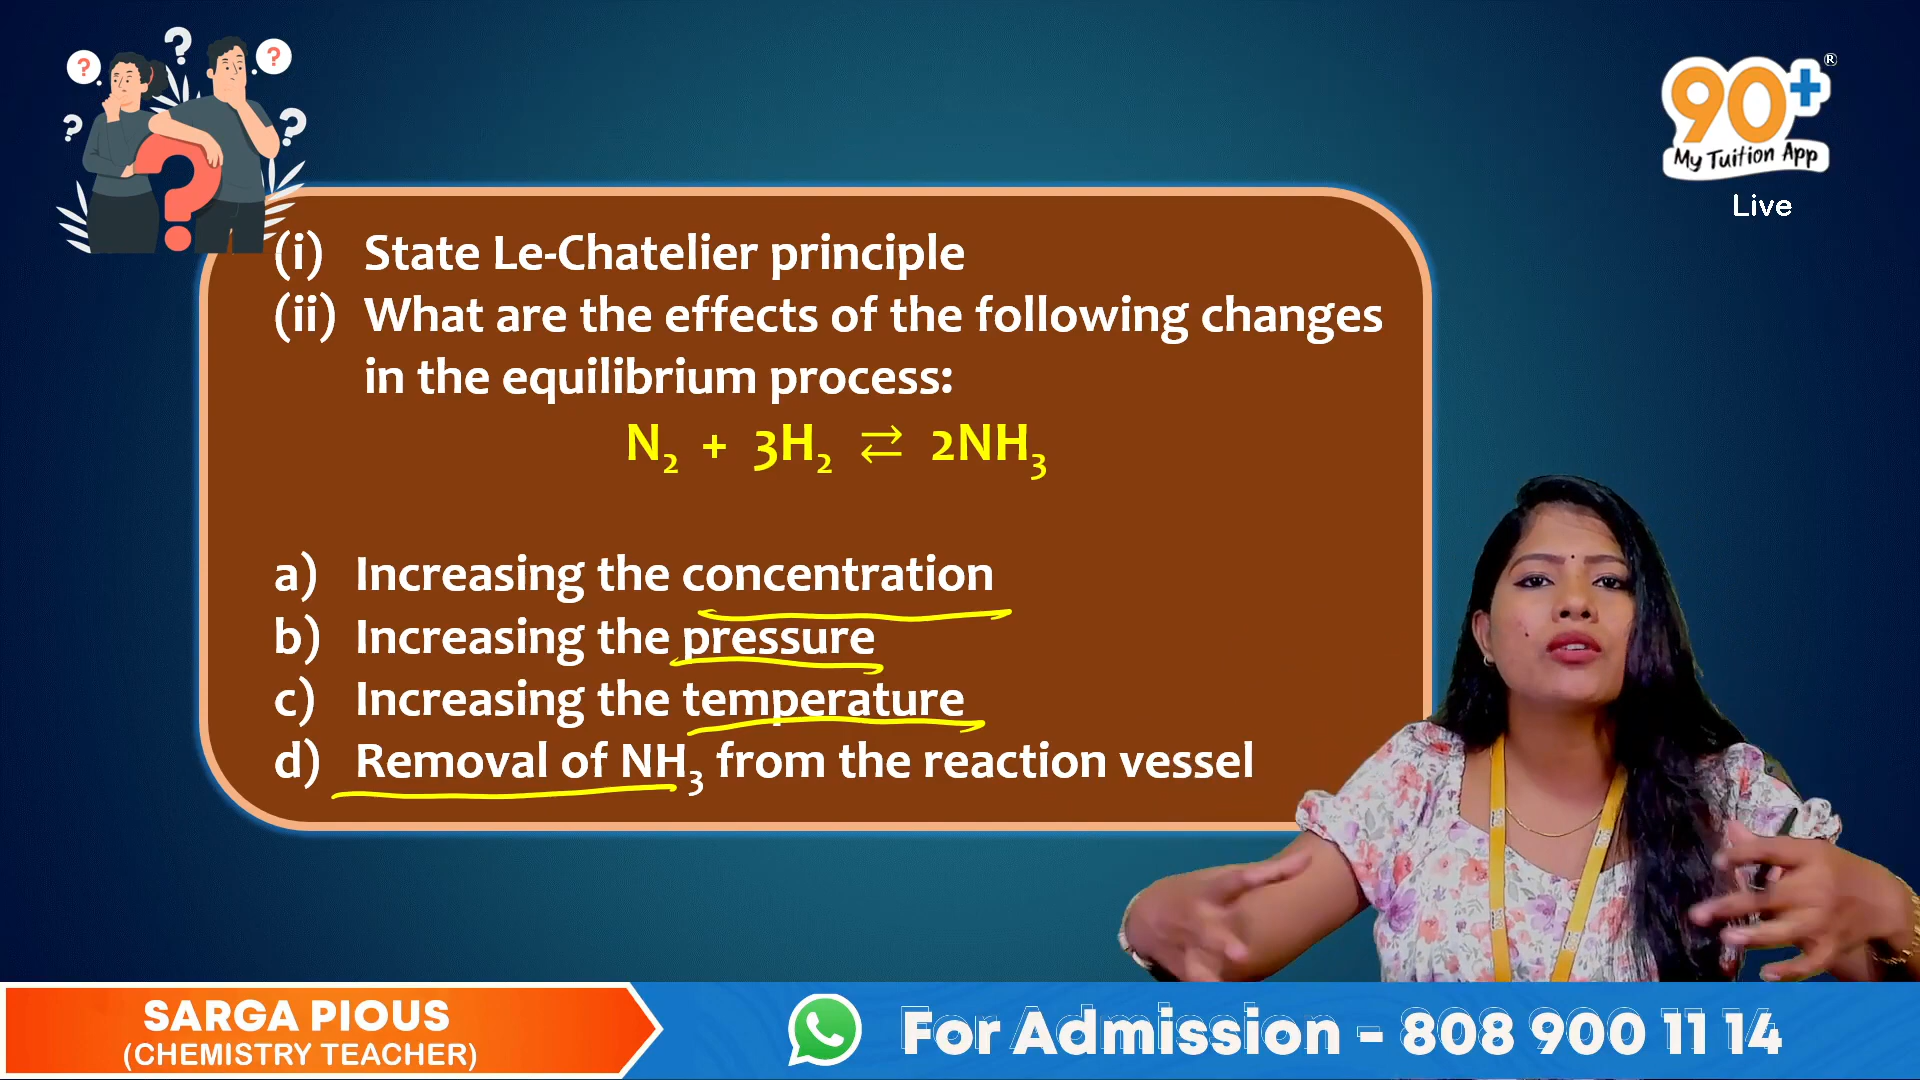 ? ? ? ? ? ?
90+®
My Tuition App
Live
(i) State Le-Chatelier principle
(ii) What are the effects of the following changes
in the equilibrium process:
N₂ + 3H₂ ⇄ 2NH₃
a) Increasing the concentration
b) Increasing the pressure
c) Increasing the temperature
d) Removal of NH₃ from the reaction vessel
SARGA PIOUS
(CHEMISTRY TEACHER)
For Admission - 808 900 11 14